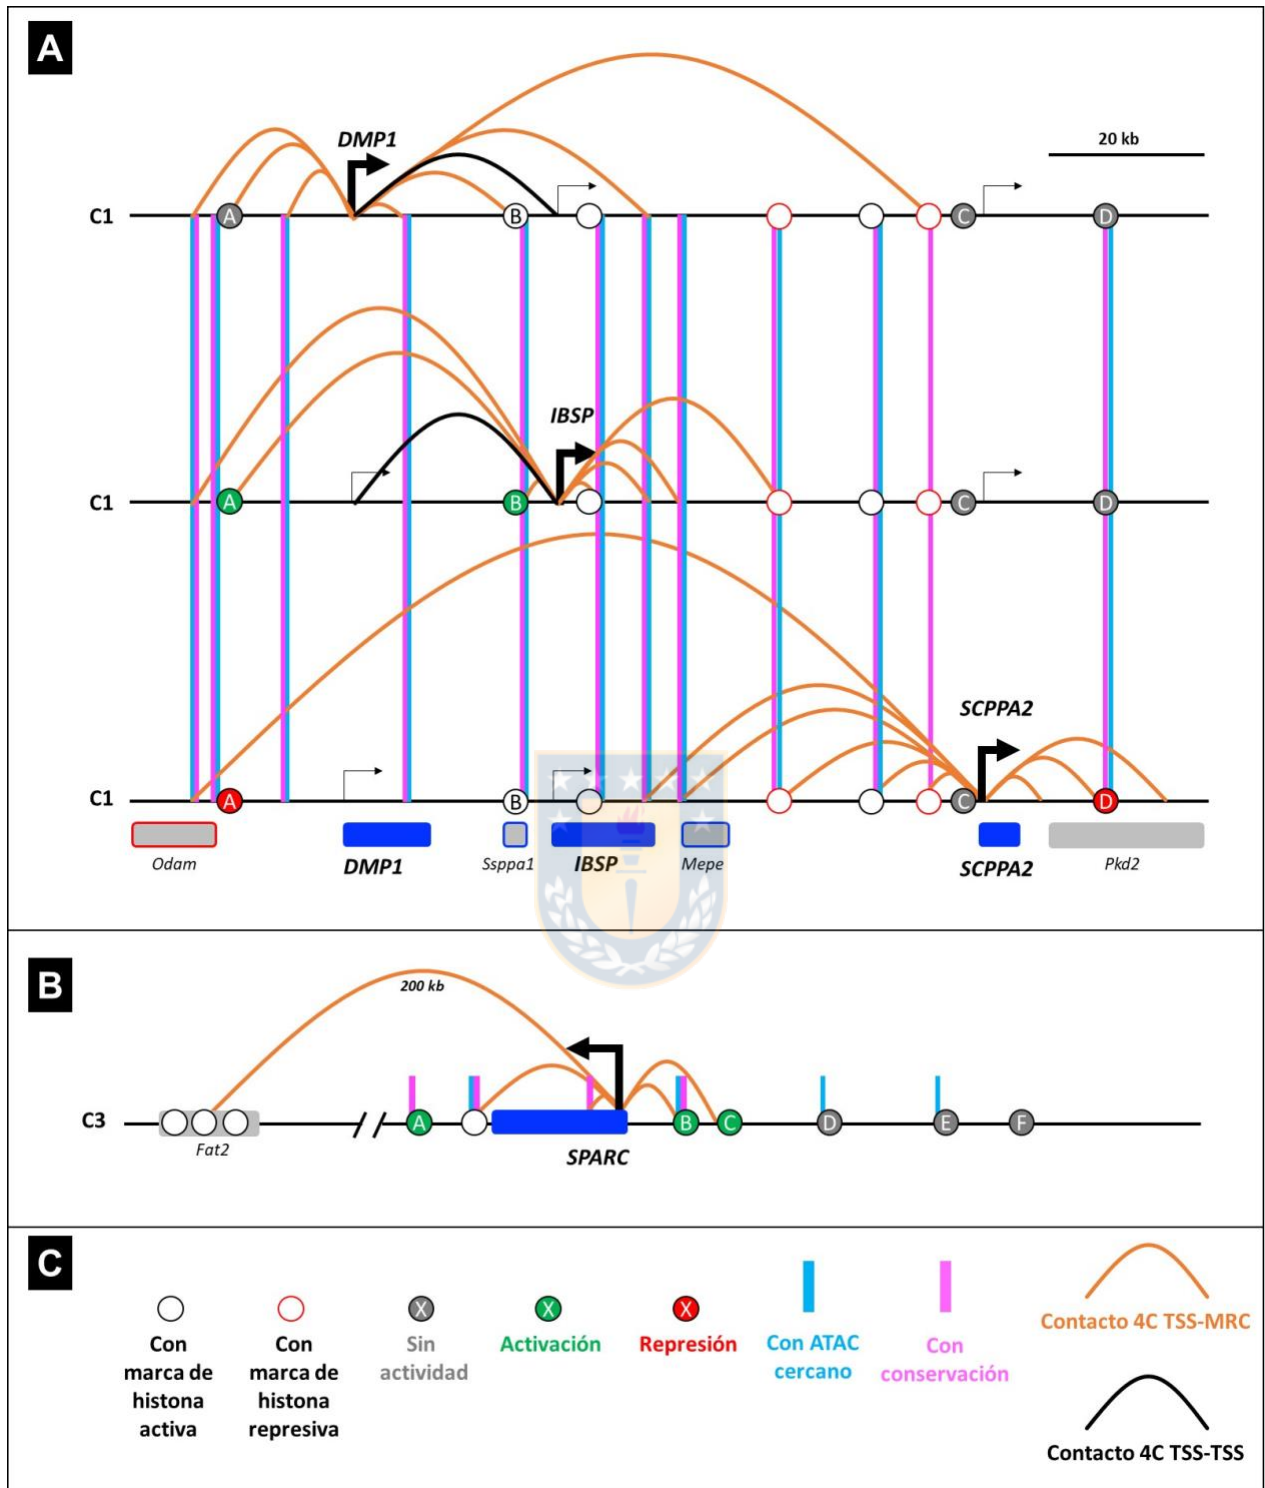 A
DMP1
20 kb
C1
A
B
C
D
IBSP
C1
A
B
C
D
SCPPA2
C1
A
B
C
D
Odam
DMP1
Ssppa1
IBSP
Mepe
SCPPA2
Pkd2
B
200 kb
C3
A
B
C
D
E
F
Fat2
SPARC
C
X
X
X
Con
marca de
histona
activa
Con
marca de
histona
represiva
Sin
actividad
Activación
Represión
Con ATAC
cercano
Con
conservación
Contacto 4C TSS-MRC
Contacto 4C TSS-TSS